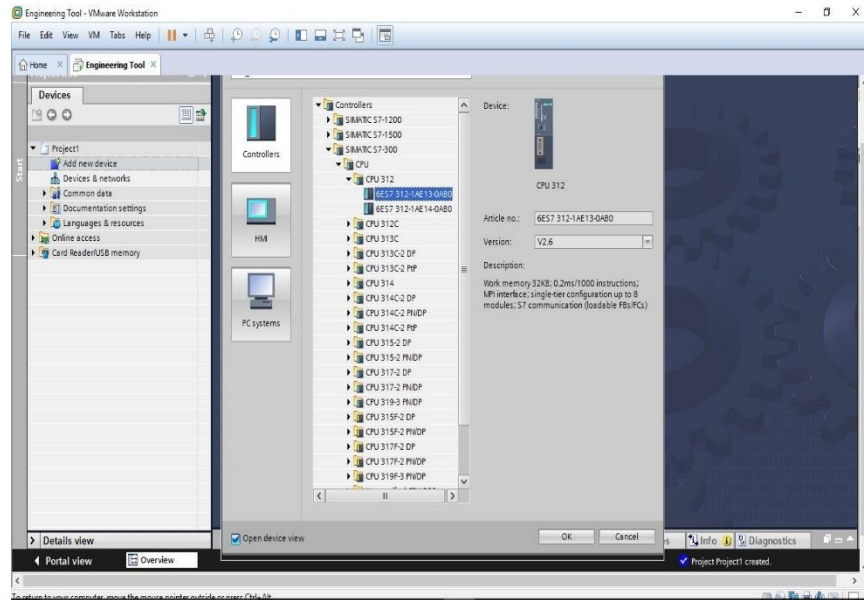 Engineering Tool - VMware Workstation
File Edit View VM Tabs Help
Home × Engineering Tool ×
Devices
Project1
Add new device
Devices & networks
Common data
Documentation settings
Languages & resources
Online access
Card Reader/USB memory
Start
Controllers
HMI
PC systems
Controllers
SIMATIC S7-1200
SIMATIC S7-1500
SIMATIC S7-300
CPU
CPU 312
6ES7 312-1AE13-0AB0
6ES7 312-1AE14-0AB0
CPU 312C
CPU 313C
CPU 313C-2 DP
CPU 313C-2 PtP
CPU 314
CPU 314C-2 DP
CPU 314C-2 PN/DP
CPU 314C-2 PtP
CPU 315-2 DP
CPU 315-2 PN/DP
CPU 317-2 DP
CPU 317-2 PN/DP
CPU 319-3 PN/DP
CPU 315F-2 DP
CPU 315F-2 PN/DP
CPU 317F-2 DP
CPU 317F-2 PN/DP
CPU 319F-3 PN/DP
Device:
CPU 312
Article no.: 6ES7 312-1AE13-0AB0
Version: V2.6
Description:
Work memory 32KB; 0.2ms/1000 instructions;
MPI interface; single-tier configuration up to 8
modules; S7 communication (loadable FBs/FCs)
Open device view
OK Cancel
Details view
Info Diagnostics
Portal view Overview
Project Project1 created.
To return to your computer, move the mouse pointer outside or press Ctrl+Alt.